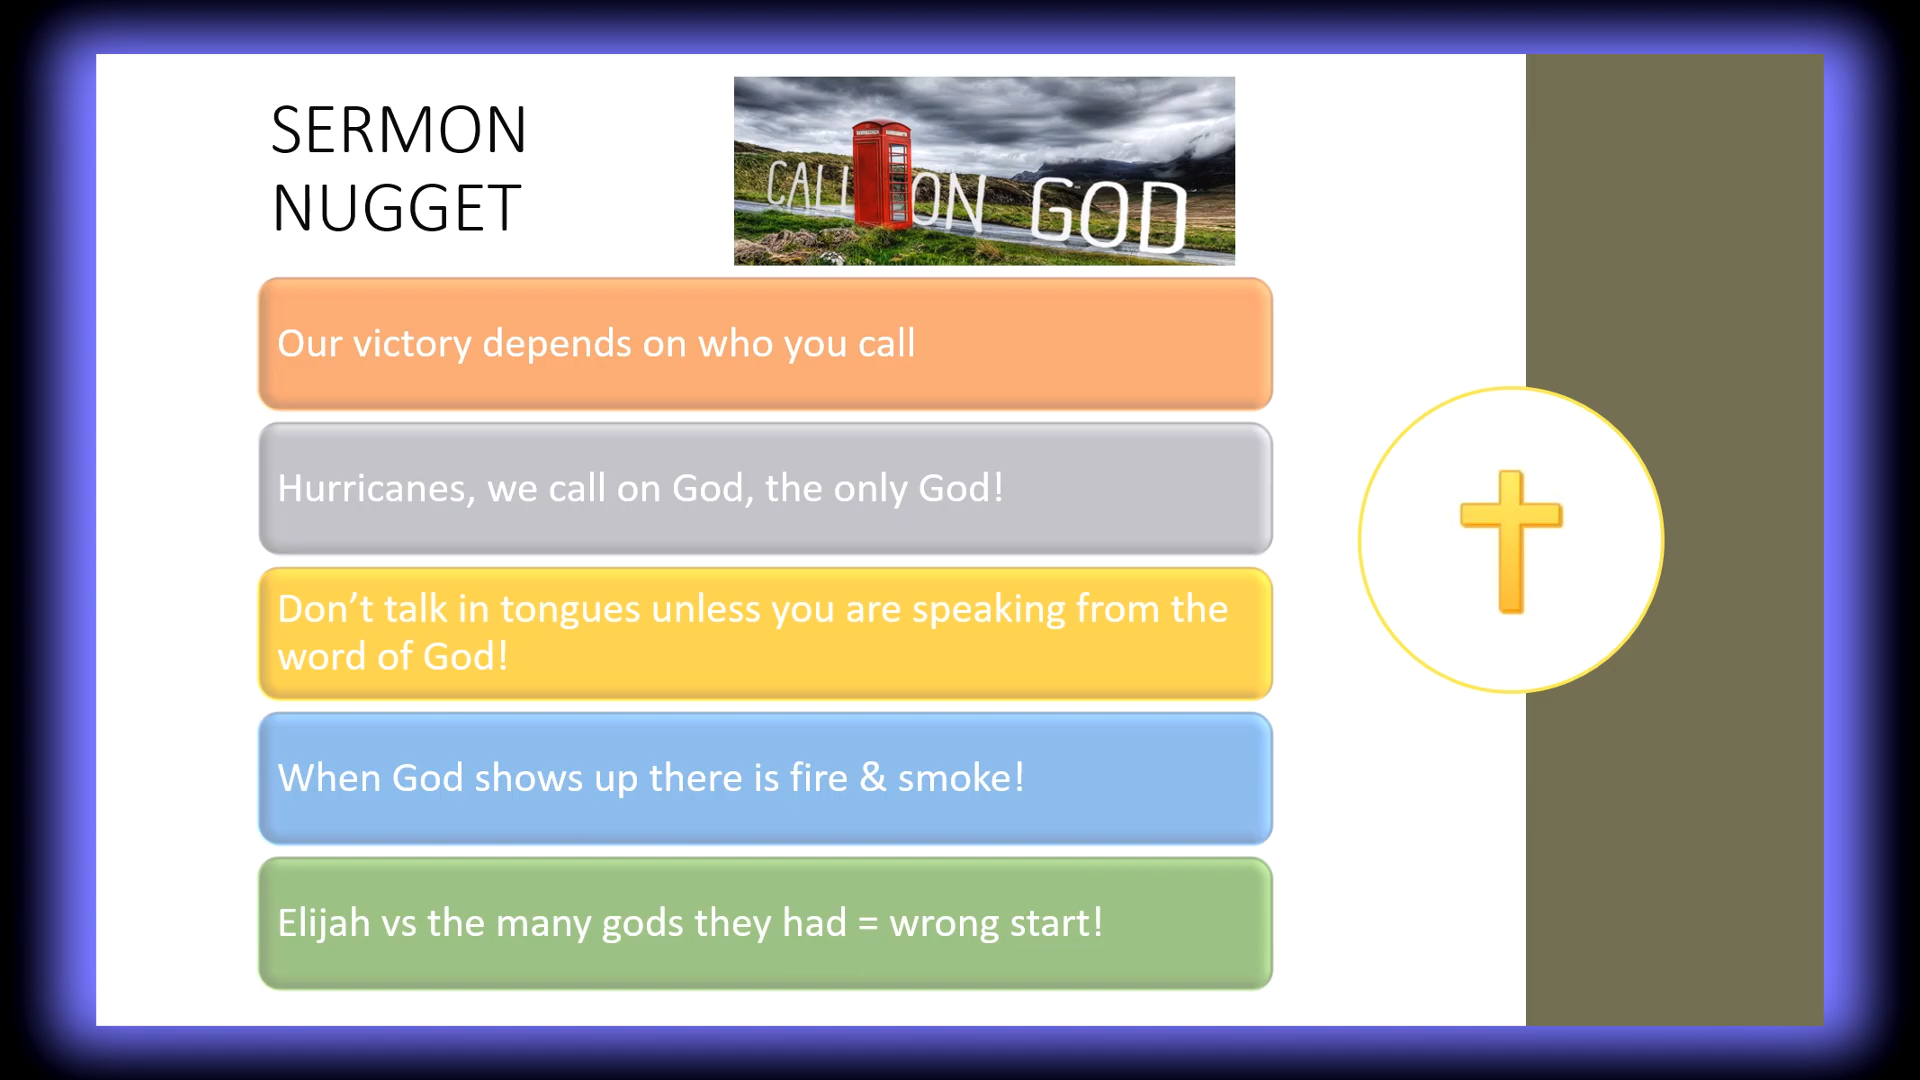 SERMON
NUGGET
CALL ON GOD
Our victory depends on who you call
Hurricanes, we call on God, the only God!
Don’t talk in tongues unless you are speaking from the
word of God!
When God shows up there is fire & smoke!
Elijah vs the many gods they had = wrong start!